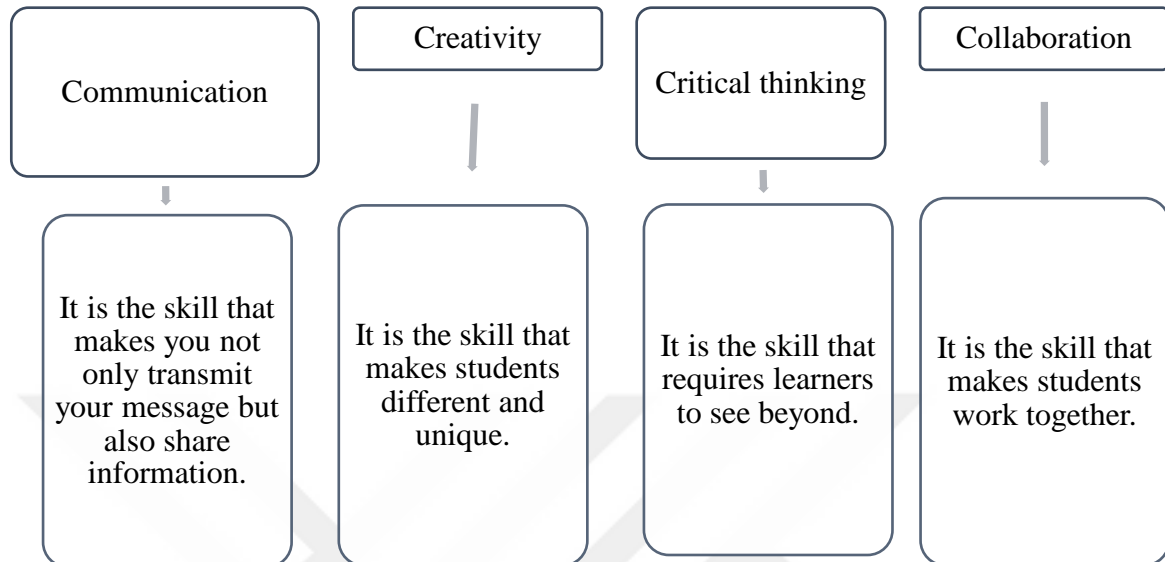 Communication
It is the skill that
makes you not
only transmit
your message but
also share
information.
Creativity
It is the skill that
makes students
different and
unique.
Critical thinking
It is the skill that
requires learners
to see beyond.
Collaboration
It is the skill that
makes students
work together.